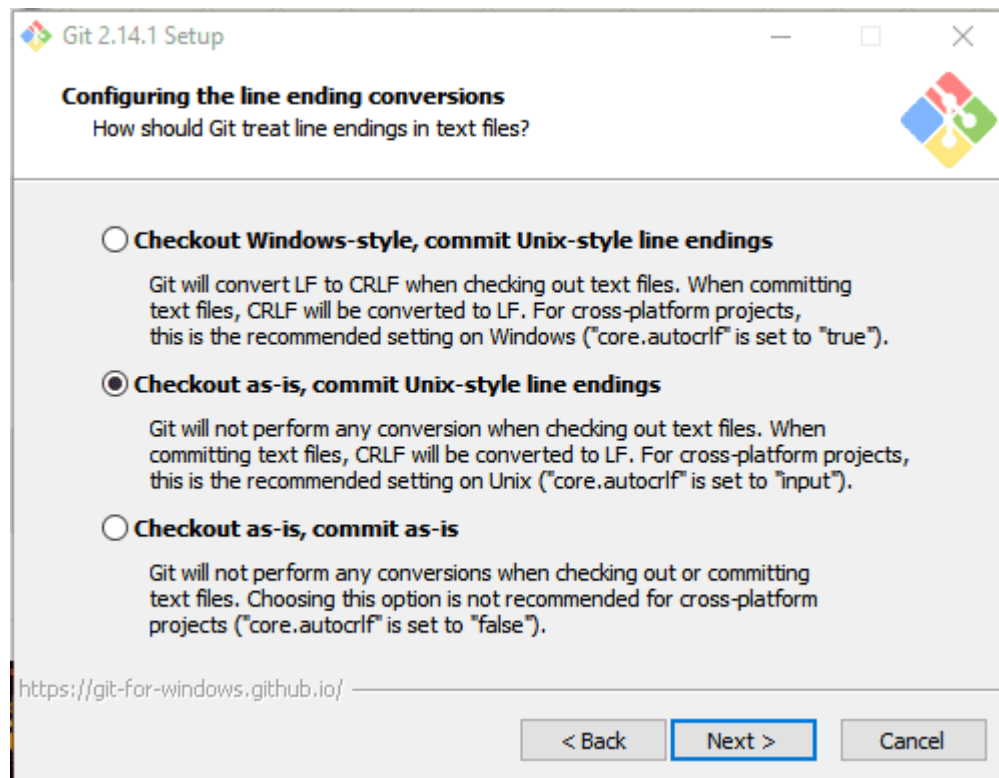 Git 2.14.1 Setup
Configuring the line ending conversions
How should Git treat line endings in text files?
Checkout Windows-style, commit Unix-style line endings
Git will convert LF to CRLF when checking out text files. When committing
text files, CRLF will be converted to LF. For cross-platform projects,
this is the recommended setting on Windows ("core.autocrlf" is set to "true").
Checkout as-is, commit Unix-style line endings
Git will not perform any conversion when checking out text files. When
committing text files, CRLF will be converted to LF. For cross-platform projects,
this is the recommended setting on Unix ("core.autocrlf" is set to "input").
Checkout as-is, commit as-is
Git will not perform any conversions when checking out or committing
text files. Choosing this option is not recommended for cross-platform
projects ("core.autocrlf" is set to "false").
https://git-for-windows.github.io/
< Back Next > Cancel